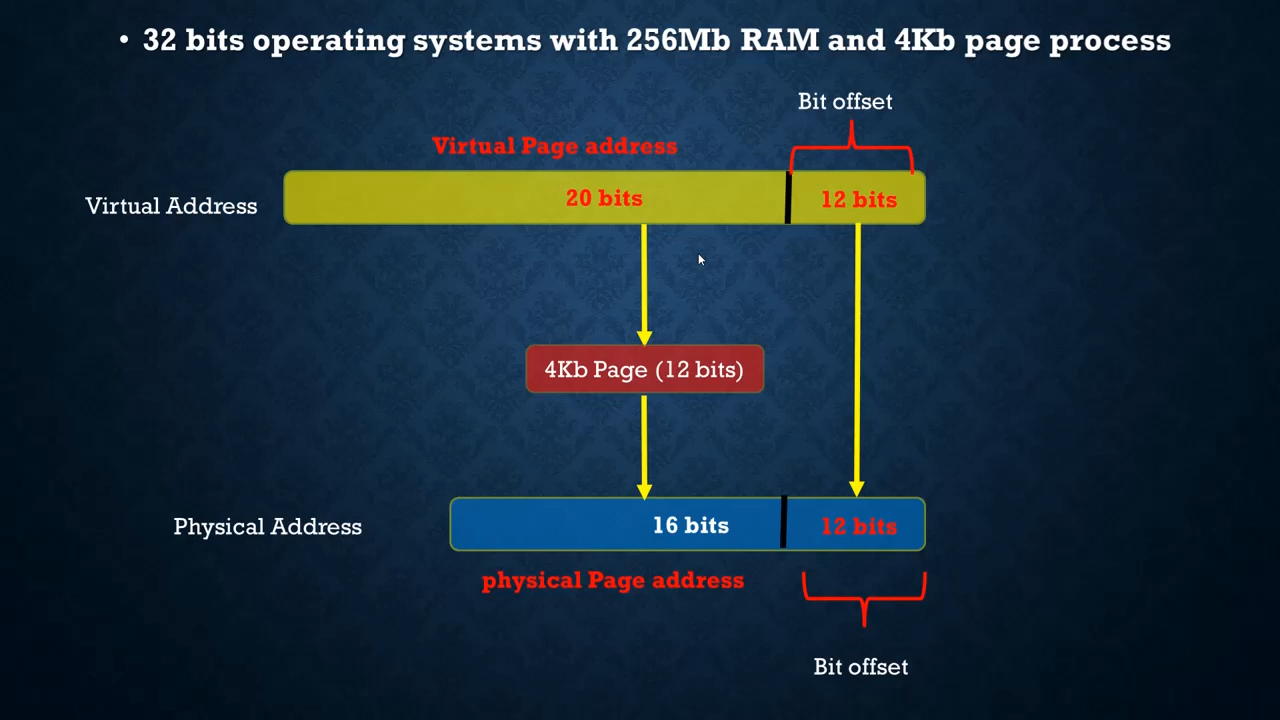 • 32 bits operating systems with 256Mb RAM and 4Kb page process
Bit offset
Virtual Page address
Virtual Address
20 bits
12 bits
4Kb Page (12 bits)
Physical Address
16 bits
12 bits
physical Page address
Bit offset